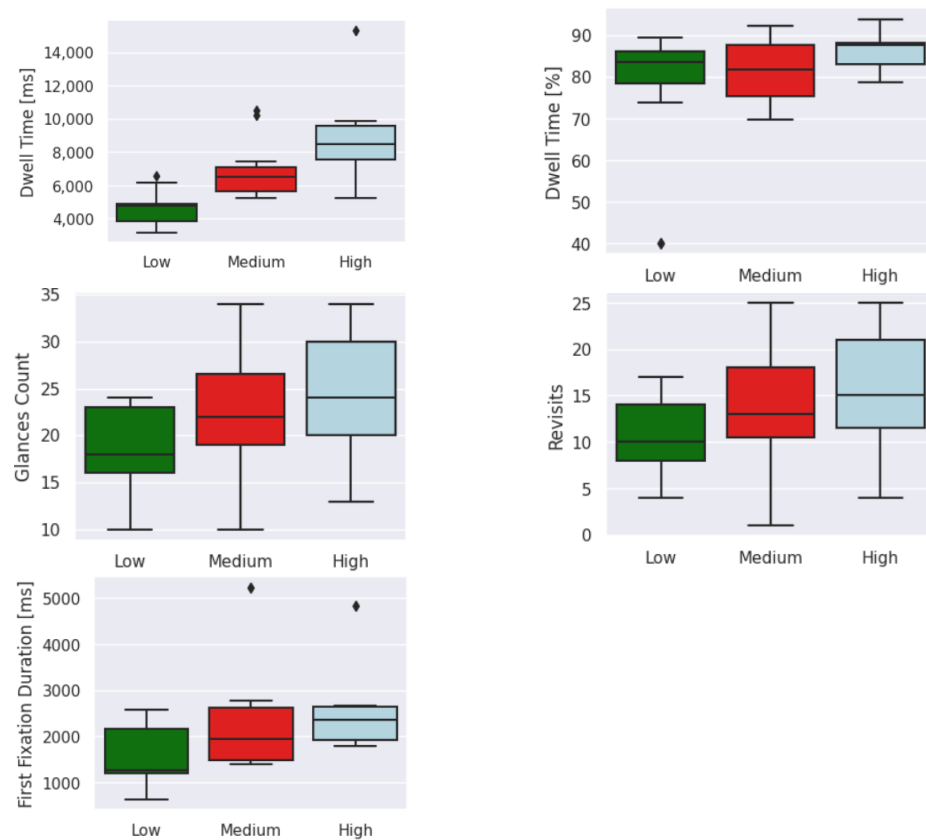 Dwell Time [ms]
14,000
12,000
10,000
8,000
6,000
4,000
Low Medium High
Dwell Time [%]
90
80
70
60
50
40
Low Medium High
Glances Count
35
30
25
20
15
10
Low Medium High
Revisits
25
20
15
10
5
0
Low Medium High
First Fixation Duration [ms]
5000
4000
3000
2000
1000
Low Medium High